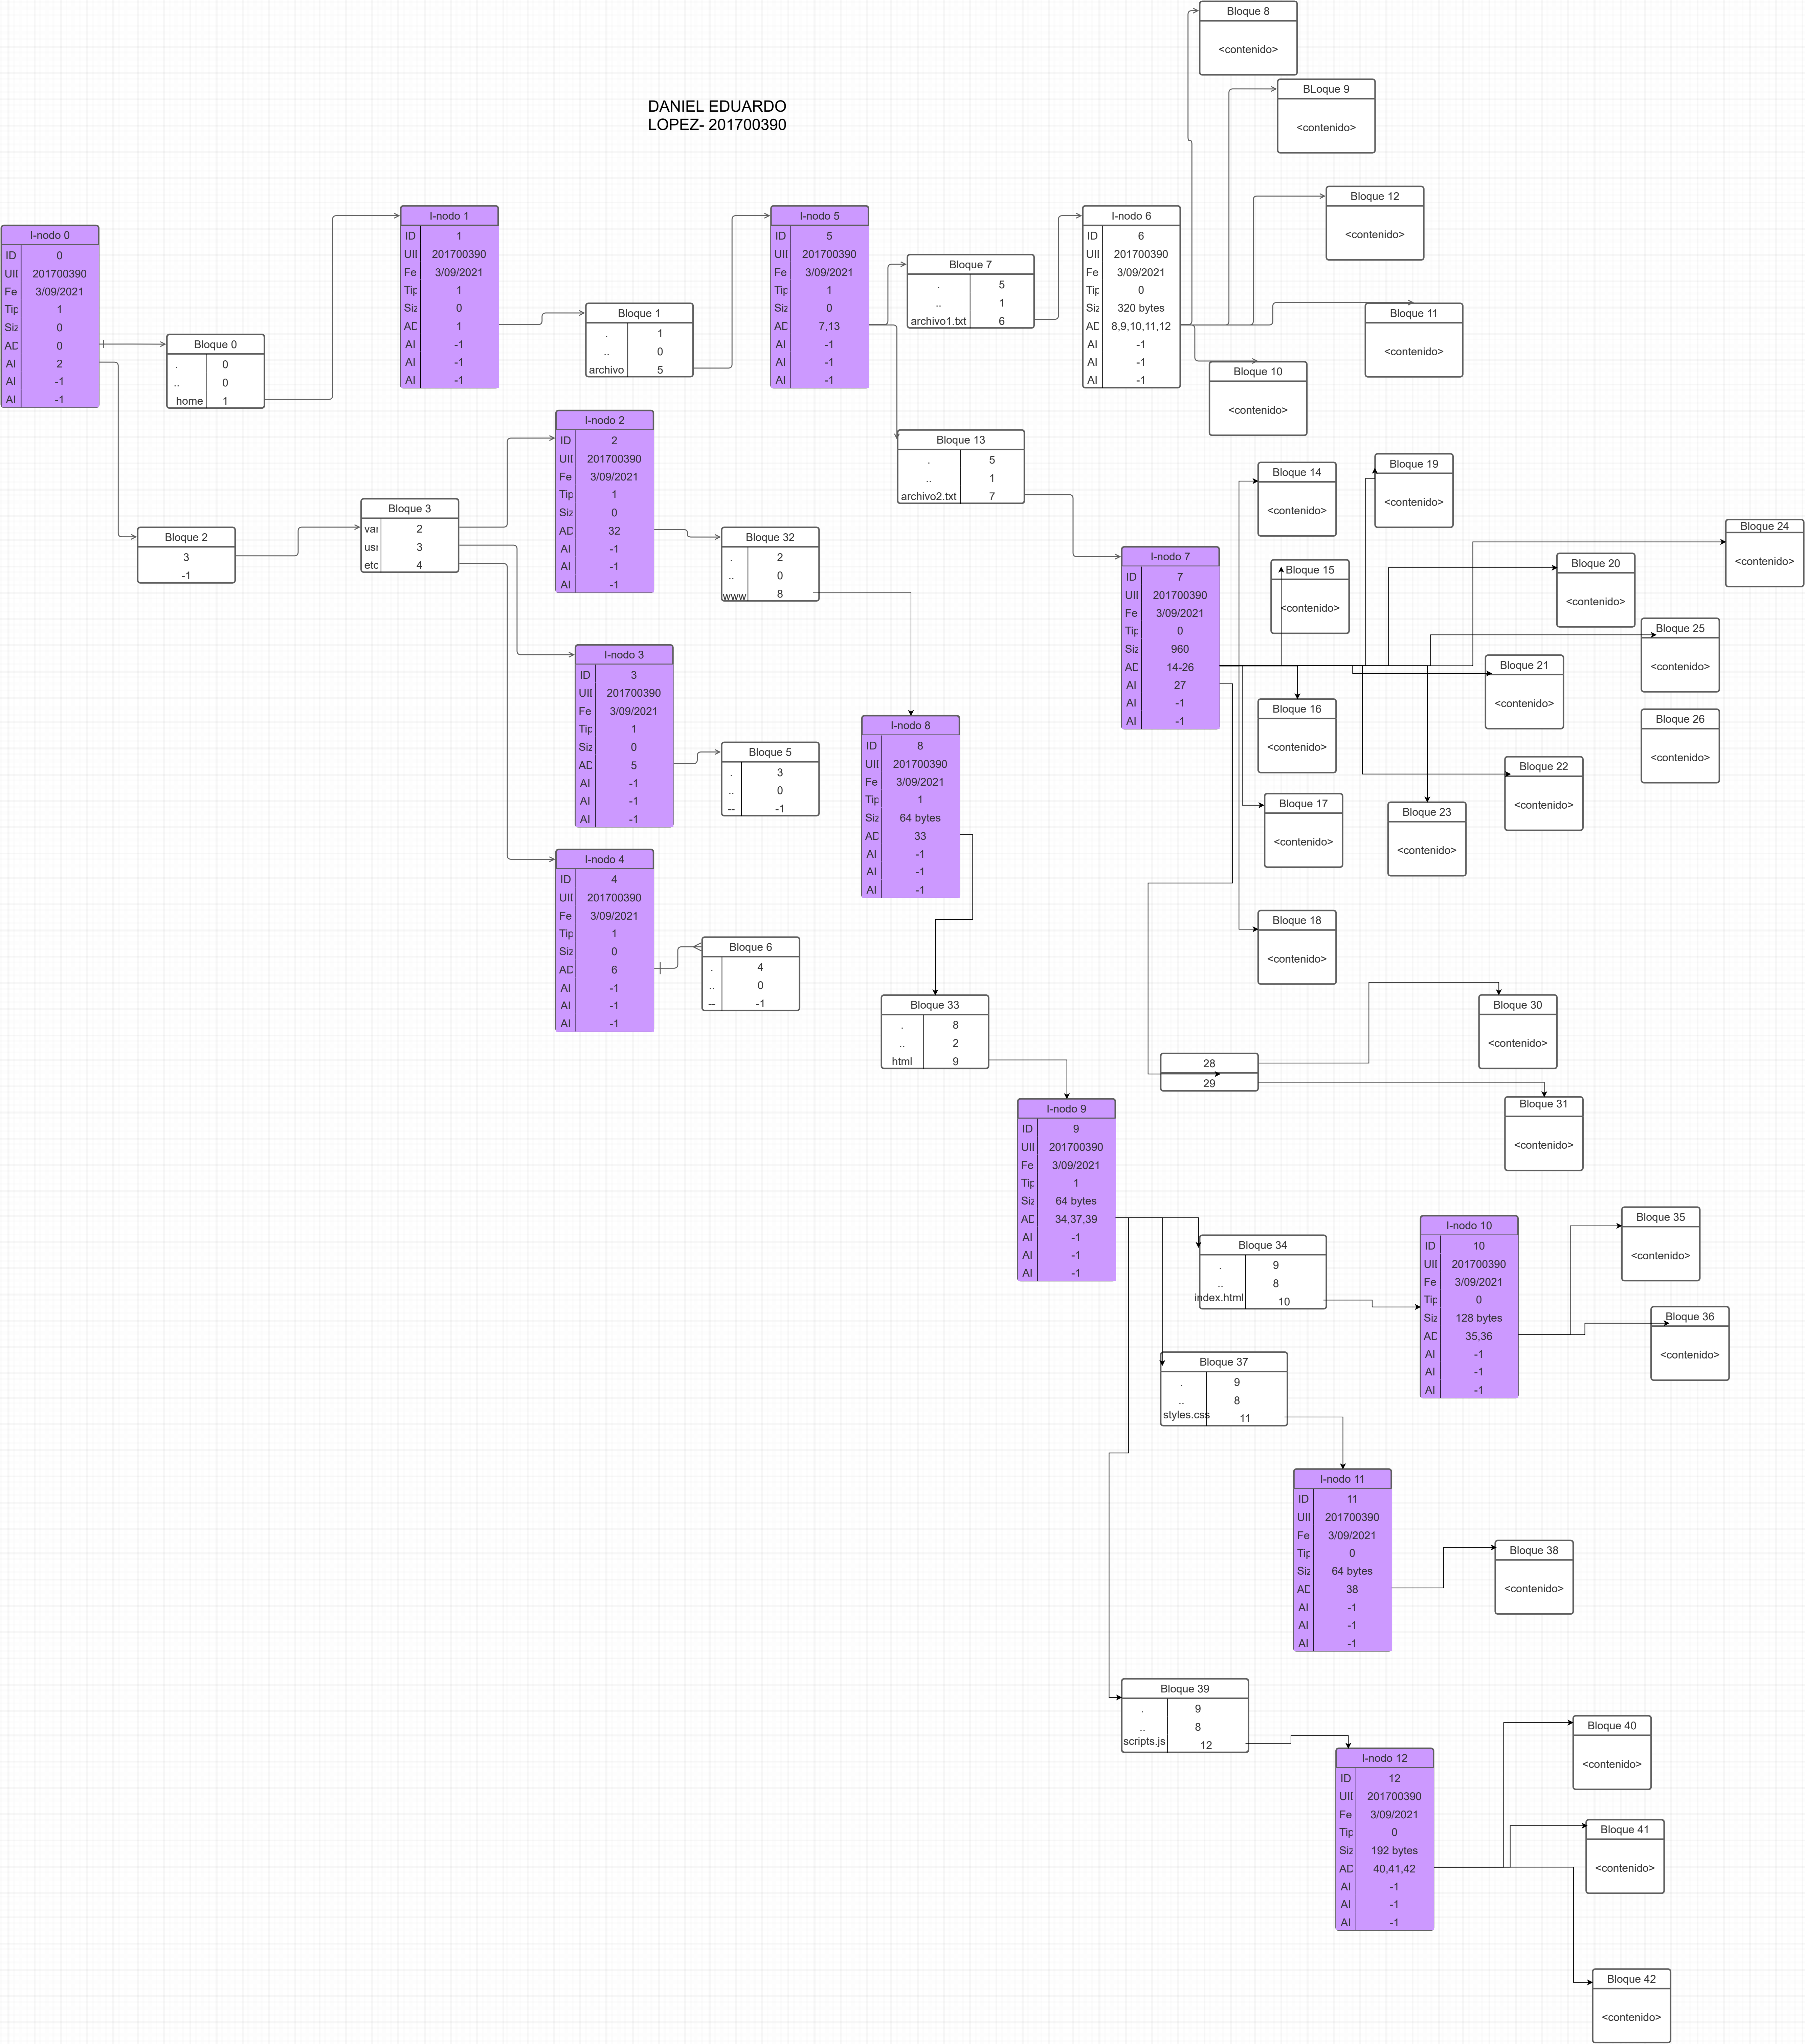 DANIEL EDUARDO
LOPEZ- 201700390
I-nodo 0
ID 0
UII 201700390
Fe 3/09/2021
Tip 1
Siz 0
AD 0
AI 2
AI -1
AI -1
Bloque 0
. 0
.. 0
home 1
I-nodo 1
ID 1
UII 201700390
Fe 3/09/2021
Tip 1
Siz 0
AD 1
AI -1
AI -1
AI -1
Bloque 1
. 1
.. 0
archivo 5
I-nodo 5
ID 5
UII 201700390
Fe 3/09/2021
Tip 1
Siz 0
AD 7,13
AI -1
AI -1
AI -1
Bloque 7
. 5
.. 1
archivo1.txt 6
I-nodo 6
ID 6
UII 201700390
Fe 3/09/2021
Tip 0
Siz 320 bytes
AD 8,9,10,11,12
AI -1
AI -1
AI -1
Bloque 8
<contenido>
BLoque 9
<contenido>
Bloque 12
<contenido>
Bloque 11
<contenido>
Bloque 10
<contenido>
Bloque 13
. 5
.. 1
archivo2.txt 7
Bloque 2
3
-1
Bloque 3
var 2
usr 3
etc 4
I-nodo 2
ID 2
UII 201700390
Fe 3/09/2021
Tip 1
Siz 0
AD 32
AI -1
AI -1
AI -1
Bloque 32
. 2
.. 0
www 8
I-nodo 3
ID 3
UII 201700390
Fe 3/09/2021
Tip 1
Siz 0
AD 5
AI -1
AI -1
AI -1
Bloque 5
. 3
.. 0
-- -1
I-nodo 4
ID 4
UII 201700390
Fe 3/09/2021
Tip 1
Siz 0
AD 6
AI -1
AI -1
AI -1
Bloque 6
. 4
.. 0
-- -1
I-nodo 7
ID 7
UII 201700390
Fe 3/09/2021
Tip 0
Siz 960
AD 14-26
AI 27
AI -1
AI -1
Bloque 14
<contenido>
Bloque 19
<contenido>
Bloque 15
<contenido>
Bloque 20
<contenido>
Bloque 24
<contenido>
Bloque 25
<contenido>
Bloque 21
<contenido>
Bloque 16
<contenido>
Bloque 26
<contenido>
Bloque 22
<contenido>
Bloque 17
<contenido>
Bloque 23
<contenido>
Bloque 18
<contenido>
I-nodo 8
ID 8
UII 201700390
Fe 3/09/2021
Tip 1
Siz 64 bytes
AD 33
AI -1
AI -1
AI -1
Bloque 33
. 8
.. 2
html 9
28
29
Bloque 30
<contenido>
Bloque 31
<contenido>
I-nodo 9
ID 9
UII 201700390
Fe 3/09/2021
Tip 1
Siz 64 bytes
AD 34,37,39
AI -1
AI -1
AI -1
Bloque 34
. 9
.. 8
index.html 10
I-nodo 10
ID 10
UII 201700390
Fe 3/09/2021
Tip 0
Siz 128 bytes
AD 35,36
AI -1
AI -1
AI -1
Bloque 35
<contenido>
Bloque 36
<contenido>
Bloque 37
. 9
.. 8
styles.css 11
I-nodo 11
ID 11
UII 201700390
Fe 3/09/2021
Tip 0
Siz 64 bytes
AD 38
AI -1
AI -1
AI -1
Bloque 38
<contenido>
Bloque 39
. 9
.. 8
scripts.js 12
I-nodo 12
ID 12
UII 201700390
Fe 3/09/2021
Tip 0
Siz 192 bytes
AD 40,41,42
AI -1
AI -1
AI -1
Bloque 40
<contenido>
Bloque 41
<contenido>
Bloque 42
<contenido>